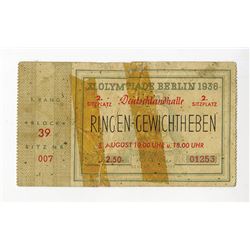 1. RANG
BLOCK
39
SITZ NR.
007
XI. OLYMPIADE BERLIN 1936
2. SITZPLATZ
Deutschlandhalle
2. SITZPLATZ
RINGEN-GEWICHTHEBEN
AUGUST 10.00 UHR u. 18.00 UHR
2.50
01253